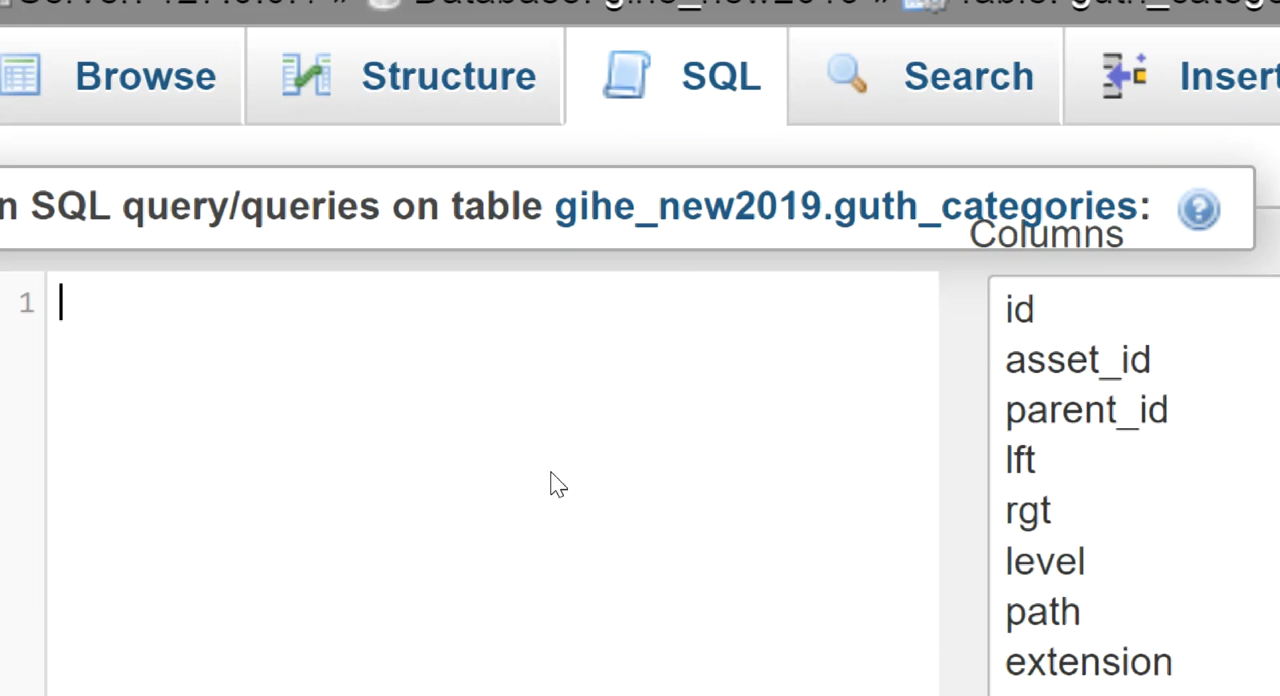 Browse Structure SQL Search Insert
SQL query/queries on table gihe_new2019.guth_categories:
Columns
1
id
asset_id
parent_id
lft
rgt
level
path
extension